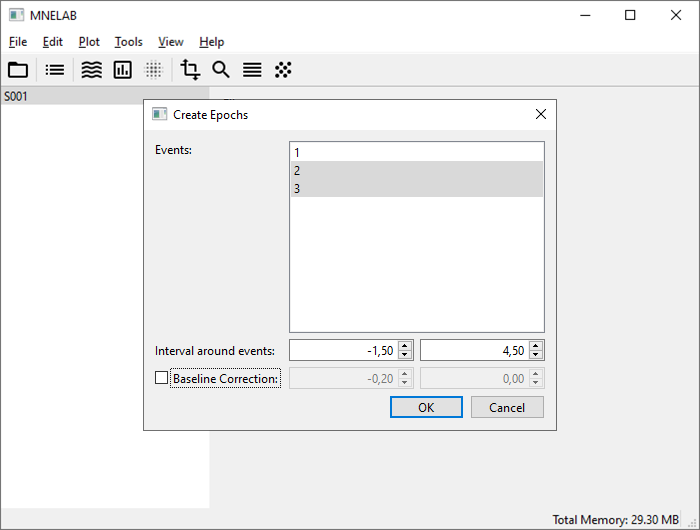 MNELAB
File Edit Plot Tools View Help
S001
Create Epochs
Events:
1
2
3
Interval around events: -1,50 4,50
Baseline Correction: -0,20 0,00
OK Cancel
Total Memory: 29.30 MB